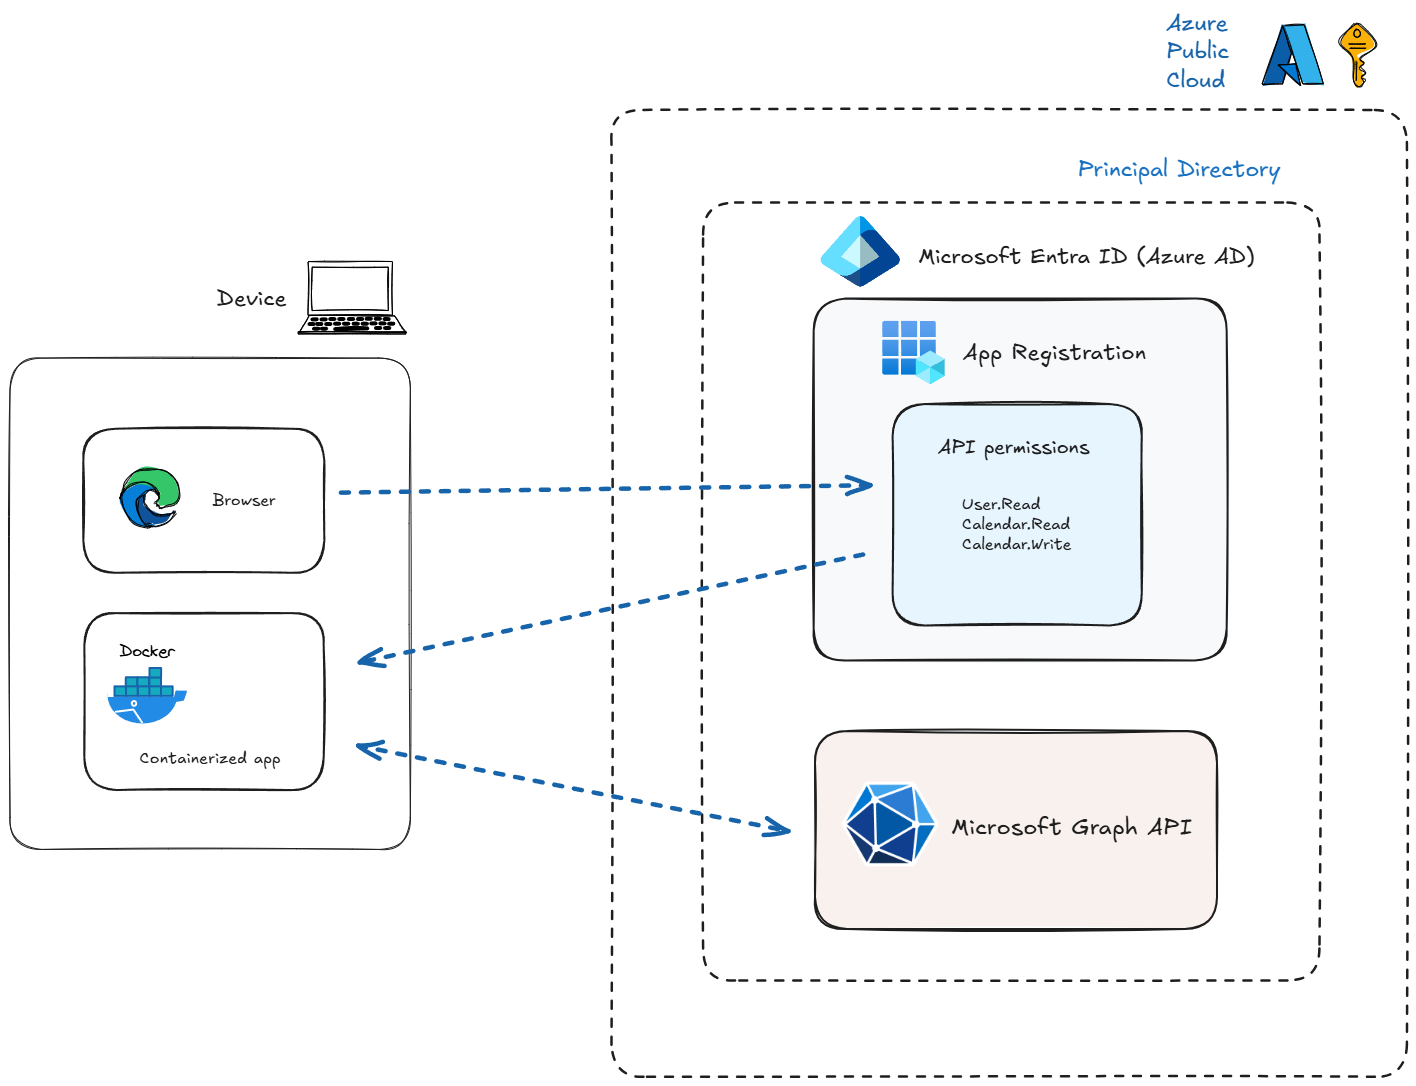 Azure
Public
Cloud
Principal Directory
Microsoft Entra ID (Azure AD)
Device
App Registration
API permissions
Browser
User.Read
Calendar.Read
Calendar.Write
Docker
Containerized app
Microsoft Graph API